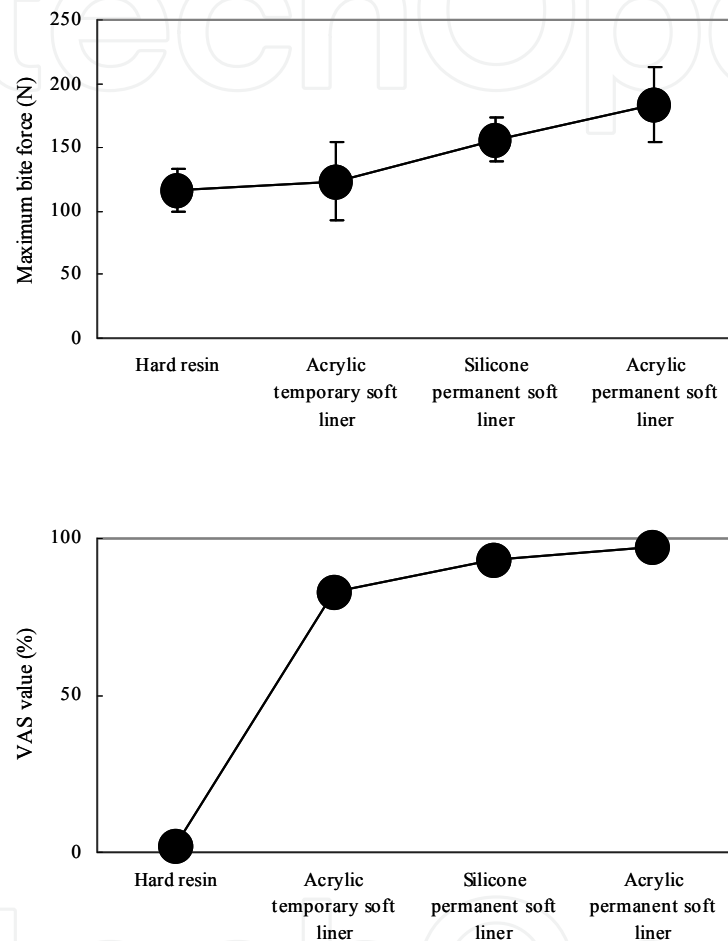 250
200
150
100
50
0
Maximum bite force (N)
Hard resin
Acrylic
temporary soft
liner
Silicone
permanent soft
liner
Acrylic
permanent soft
liner
100
50
0
VAS value (%)
Hard resin
Acrylic
temporary soft
liner
Silicone
permanent soft
liner
Acrylic
permanent soft
liner